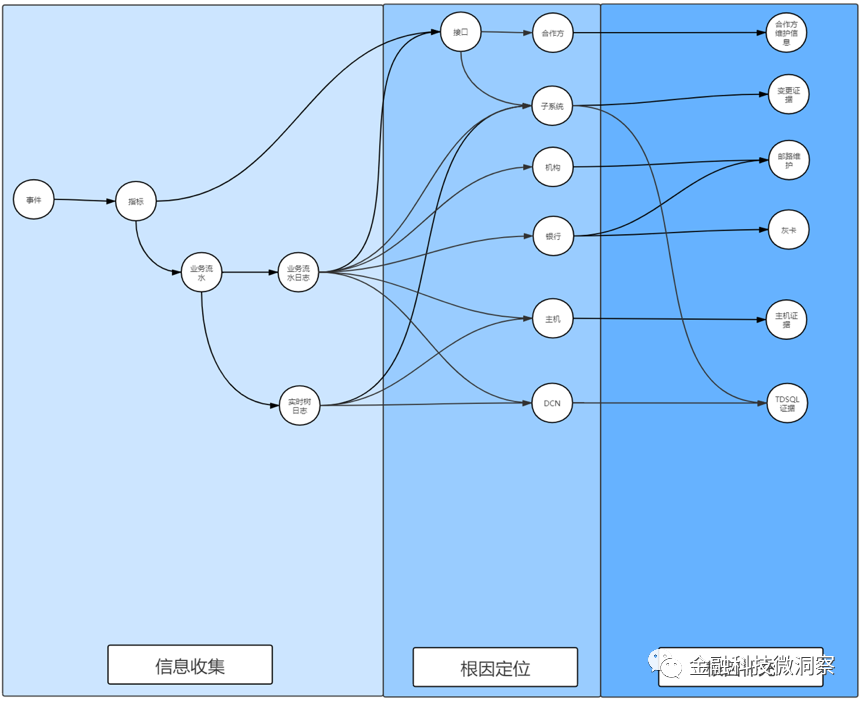 接口
合作方
合作方
维护信
息
子系统
变更证
据
机构
邮路维
护
事件
指标
银行
灰卡
业务流
水
业务流
水日志
主机
主机证
据
实时树
日志
DCN
TDSQL
证据
信息收集
根因定位
金融科技微洞察